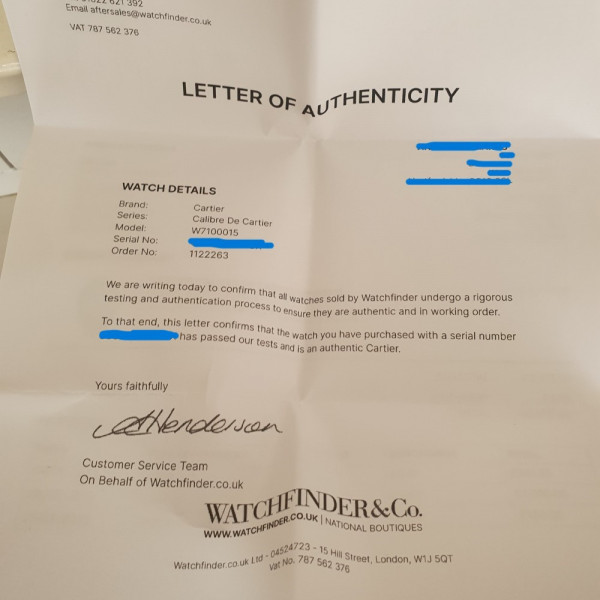 Email aftersales@watchfinder.co.uk
VAT 787 562 376
LETTER OF AUTHENTICITY
WATCH DETAILS
Brand: Cartier
Series: Calibre De Cartier
Model: W7100015
Serial No:
Order No: 1122263
We are writing today to confirm that all watches sold by Watchfinder undergo a rigorous
testing and authentication process to ensure they are authentic and in working order.
To that end, this letter confirms that the watch you have purchased with a serial number
has passed our tests and is an authentic Cartier.
Yours faithfully
Henderson
Customer Service Team
On Behalf of Watchfinder.co.uk
WATCHFINDER&Co.
WWW.WATCHFINDER.CO.UK | NATIONAL BOUTIQUES
Watchfinder.co.uk Ltd - 04524723 - 15 Hill Street, London, W1J 5QT
Vat No. 787 562 376